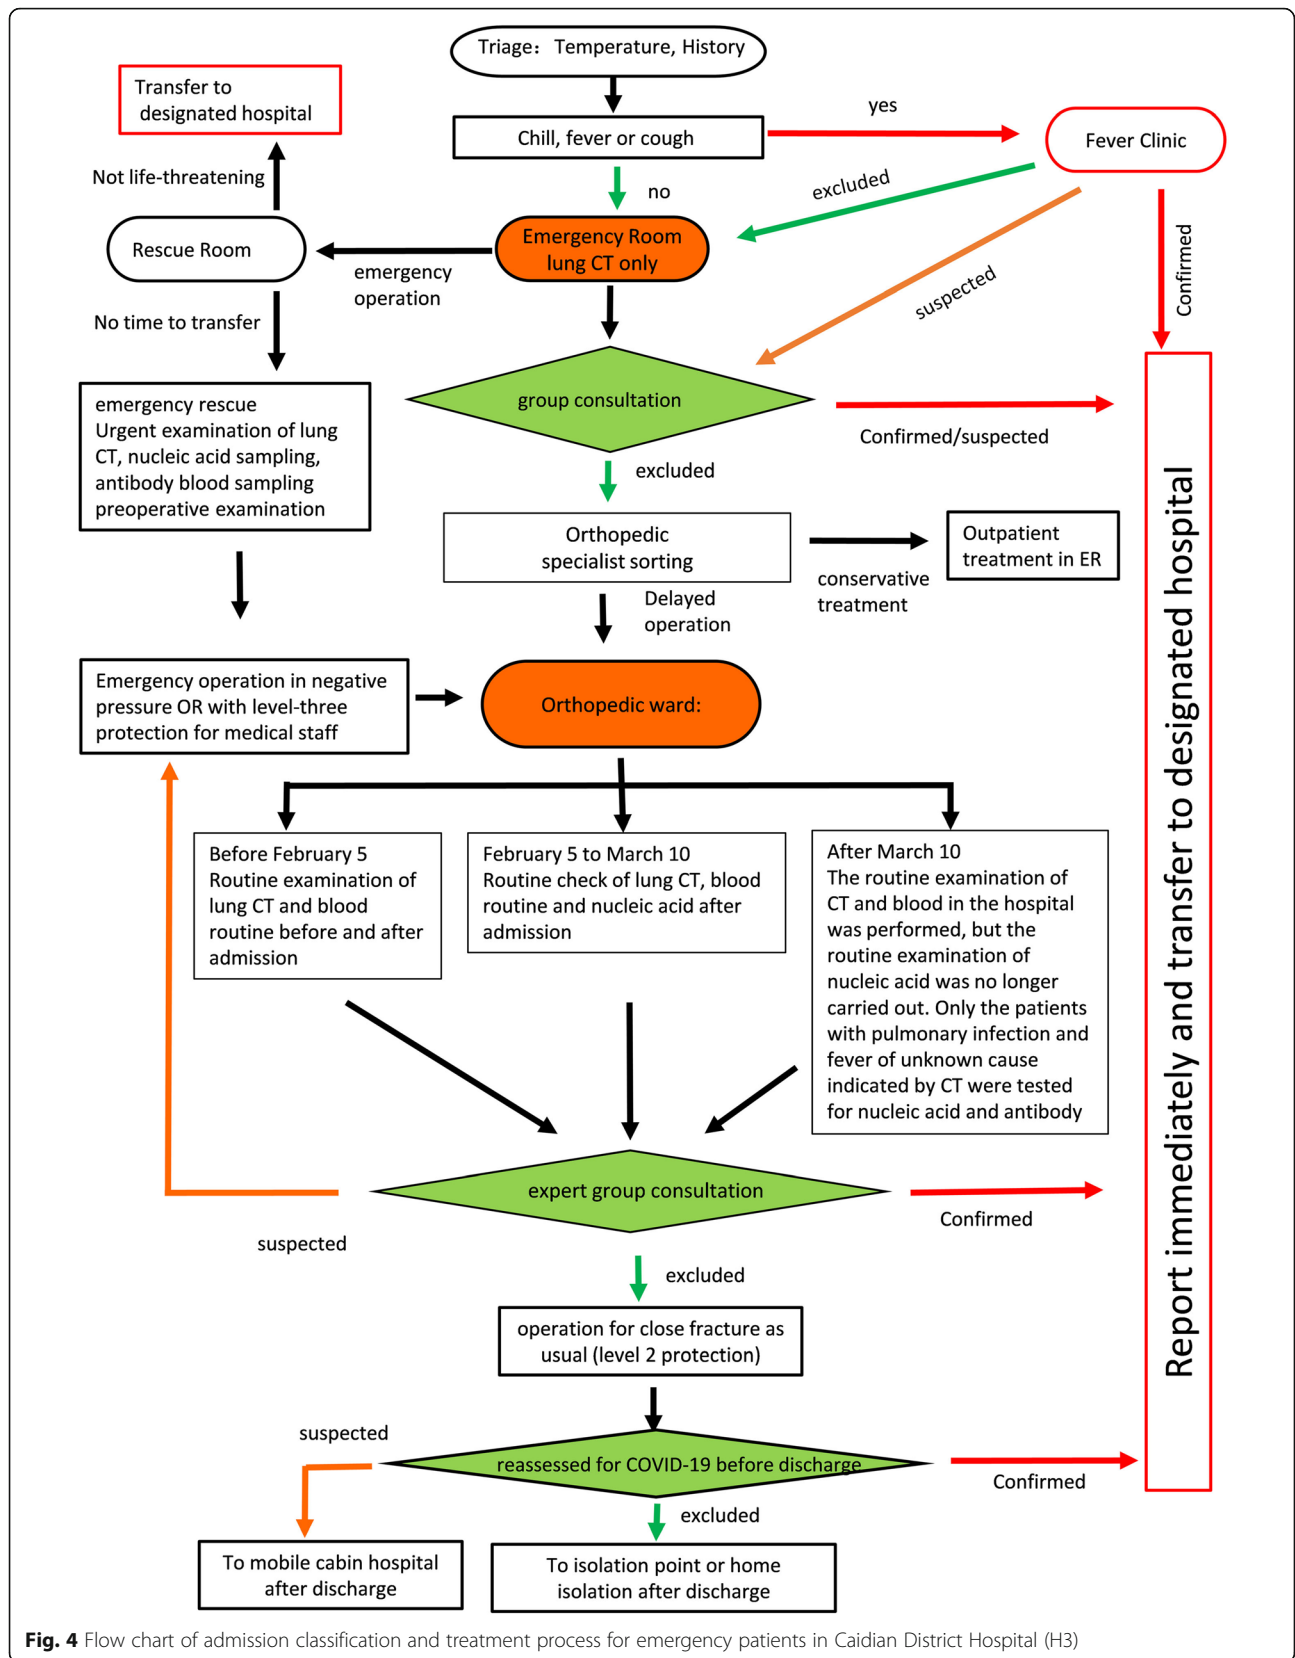 Triage：Temperature, History
Transfer to
designated hospital
yes
Chill, fever or cough
Fever Clinic
Not life-threatening
no
excluded
Rescue Room
Emergency Room
lung CT only
emergency
operation
suspected
Confirmed
No time to transfer
emergency rescue
Urgent examination of lung
CT, nucleic acid sampling,
antibody blood sampling
preoperative examination
group consultation
Confirmed/suspected
excluded
Orthopedic
specialist sorting
Outpatient
treatment in ER
conservative
treatment
Delayed
operation
Report immediately and transfer to designated hospital
Emergency operation in negative
pressure OR with level-three
protection for medical staff
Orthopedic ward:
Before February 5
Routine examination of
lung CT and blood
routine before and after
admission
February 5 to March 10
Routine check of lung CT, blood
routine and nucleic acid after
admission
After March 10
The routine examination of
CT and blood in the hospital
was performed, but the
routine examination of
nucleic acid was no longer
carried out. Only the patients
with pulmonary infection and
fever of unknown cause
indicated by CT were tested
for nucleic acid and antibody
expert group consultation
Confirmed
suspected
excluded
operation for close fracture as
usual (level 2 protection)
suspected
reassessed for COVID-19 before discharge
Confirmed
excluded
To mobile cabin hospital
after discharge
To isolation point or home
isolation after discharge
Fig. 4 Flow chart of admission classification and treatment process for emergency patients in Caidian District Hospital (H3)